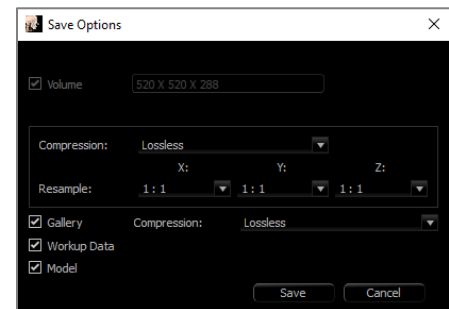 Save Options
Volume 520 X 520 X 288
Compression: Lossless
X: Y: Z:
Resample: 1 : 1 1 : 1 1 : 1
Gallery Compression: Lossless
Workup Data
Model
Save Cancel